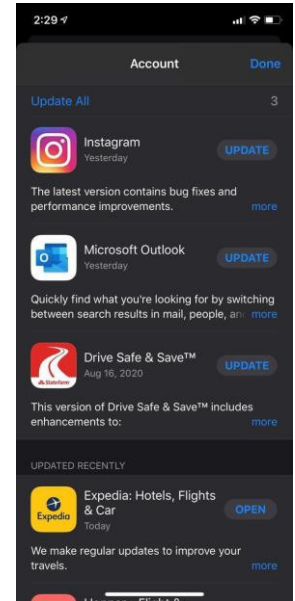 2:29
Account
Done
Update All
3
Instagram
Yesterday
UPDATE
The latest version contains bug fixes and
performance improvements.
more
Microsoft Outlook
Yesterday
UPDATE
Quickly find what you're looking for by switching
between search results in mail, people, an
more
StateFarm
Drive Safe & Save™
Aug 16, 2020
UPDATE
This version of Drive Safe & Save™ includes
enhancements to:
more
UPDATED RECENTLY
Expedia
Expedia: Hotels, Flights
& Car
Today
OPEN
We make regular updates to improve your
travels.
more